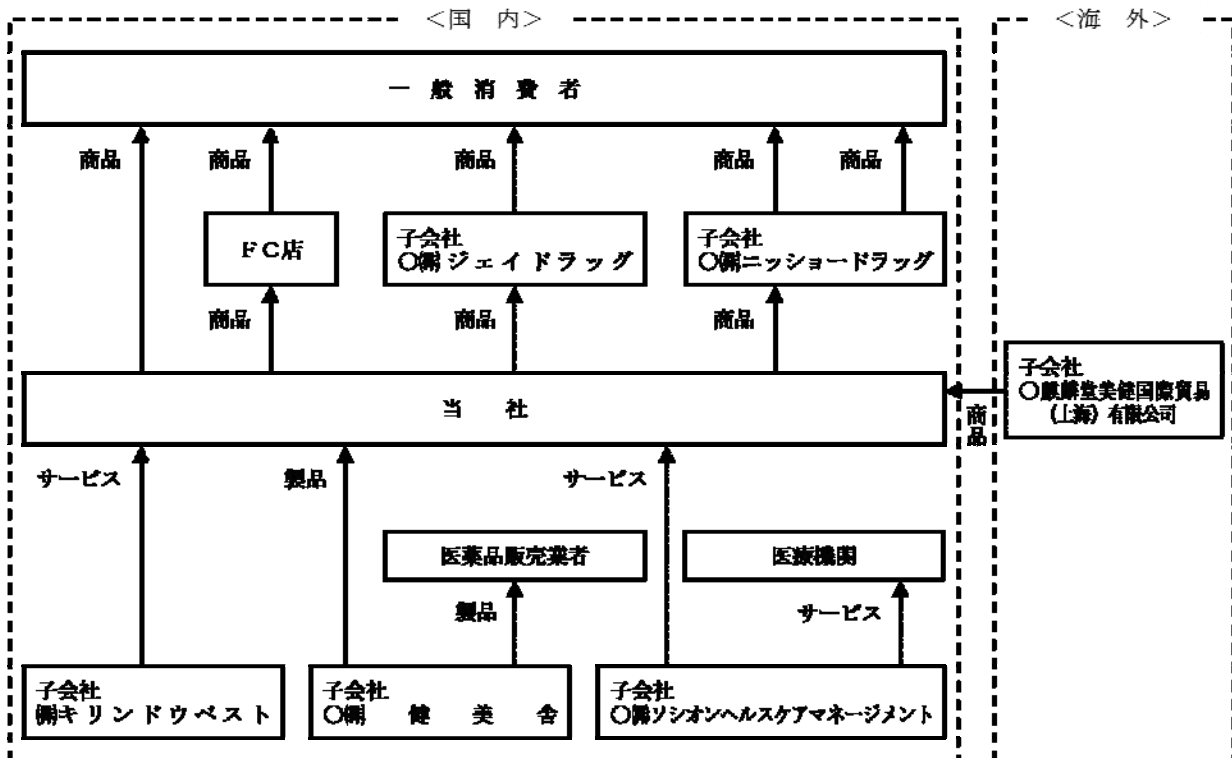 <国 内>
<海 外>
一 般 消 費 者
商品
商品
商品
商品
商品
FC店
子会社
○㈱ジェイドラッグ
子会社
○㈱ニッショードラッグ
商品
商品
商品
当 社
商品
子会社
○麒麟堂美健国際貿易
(上海)有限公司
サービス
製品
サービス
医薬品販売業者
医療機関
製品
サービス
子会社
㈱キリンドウベスト
子会社
○㈱健美舎
子会社
○㈱ソシオンヘルスケアマネージメント